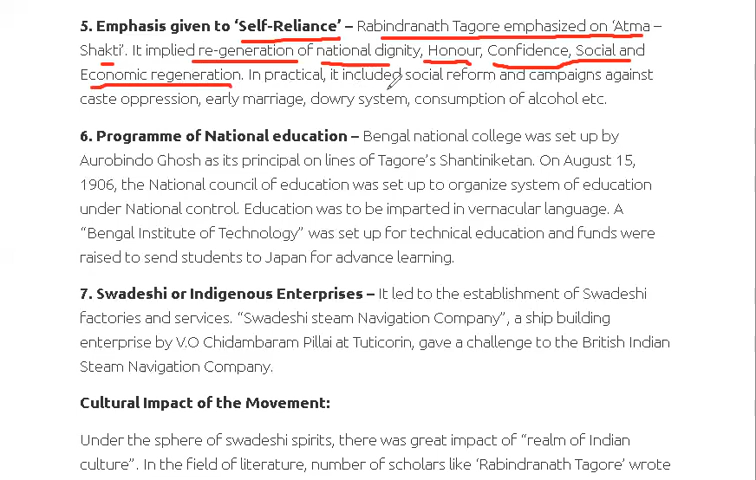 5. Emphasis given to ‘Self-Reliance’ – Rabindranath Tagore emphasized on ‘Atma –
Shakti’. It implied re-generation of national dignity, Honour, Confidence, Social and
Economic regeneration. In practical, it included social reform and campaigns against
caste oppression, early marriage, dowry system, consumption of alcohol etc.
6. Programme of National education – Bengal national college was set up by
Aurobindo Ghosh as its principal on lines of Tagore’s Shantiniketan. On August 15,
1906, the National council of education was set up to organize system of education
under National control. Education was to be imparted in vernacular language. A
“Bengal Institute of Technology” was set up for technical education and funds were
raised to send students to Japan for advance learning.
7. Swadeshi or Indigenous Enterprises – It led to the establishment of Swadeshi
factories and services. “Swadeshi steam Navigation Company”, a ship building
enterprise by V.O Chidambaram Pillai at Tuticorin, gave a challenge to the British Indian
Steam Navigation Company.
Cultural Impact of the Movement:
Under the sphere of swadeshi spirits, there was great impact of “realm of Indian
culture”. In the field of literature, number of scholars like ‘Rabindranath Tagore’ wrote